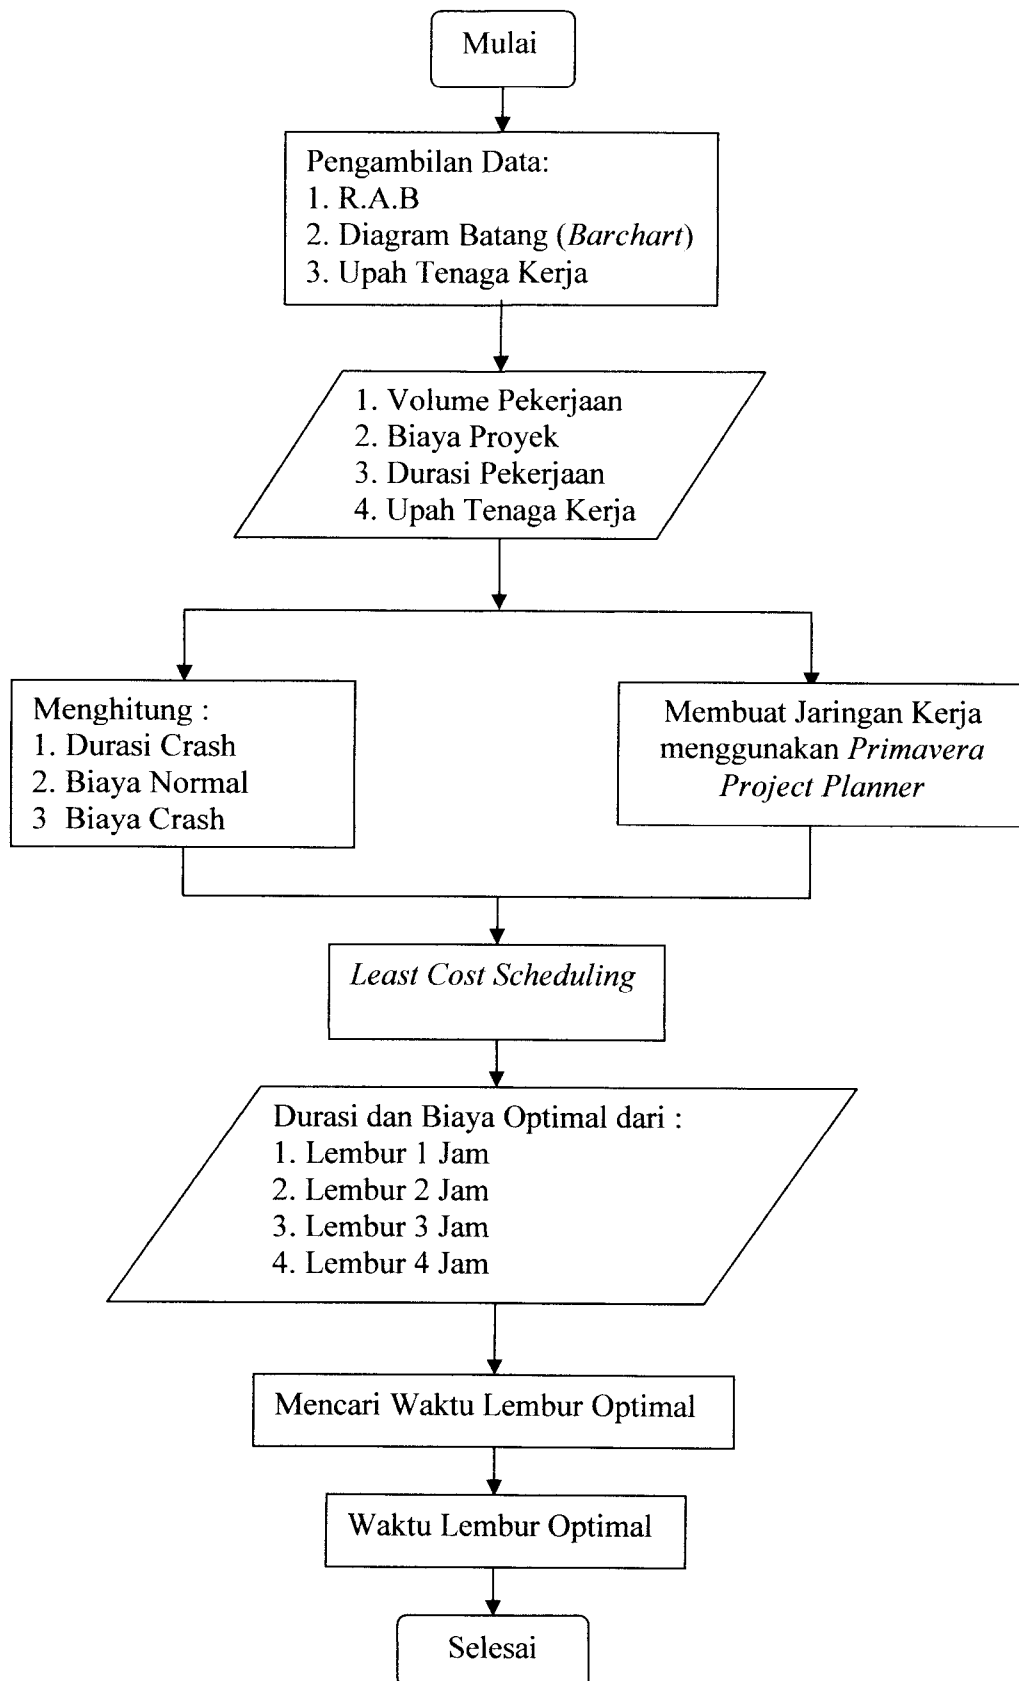 Mulai
Pengambilan Data:
1. R.A.B
2. Diagram Batang (Barchart)
3. Upah Tenaga Kerja
1. Volume Pekerjaan
2. Biaya Proyek
3. Durasi Pekerjaan
4. Upah Tenaga Kerja
Menghitung :
1. Durasi Crash
2. Biaya Normal
3  Biaya Crash
Membuat Jaringan Kerja
menggunakan Primavera
Project Planner
Least Cost Scheduling
Durasi dan Biaya Optimal dari :
1. Lembur 1 Jam
2. Lembur 2 Jam
3. Lembur 3 Jam
4. Lembur 4 Jam
Mencari Waktu Lembur Optimal
Waktu Lembur Optimal
Selesai